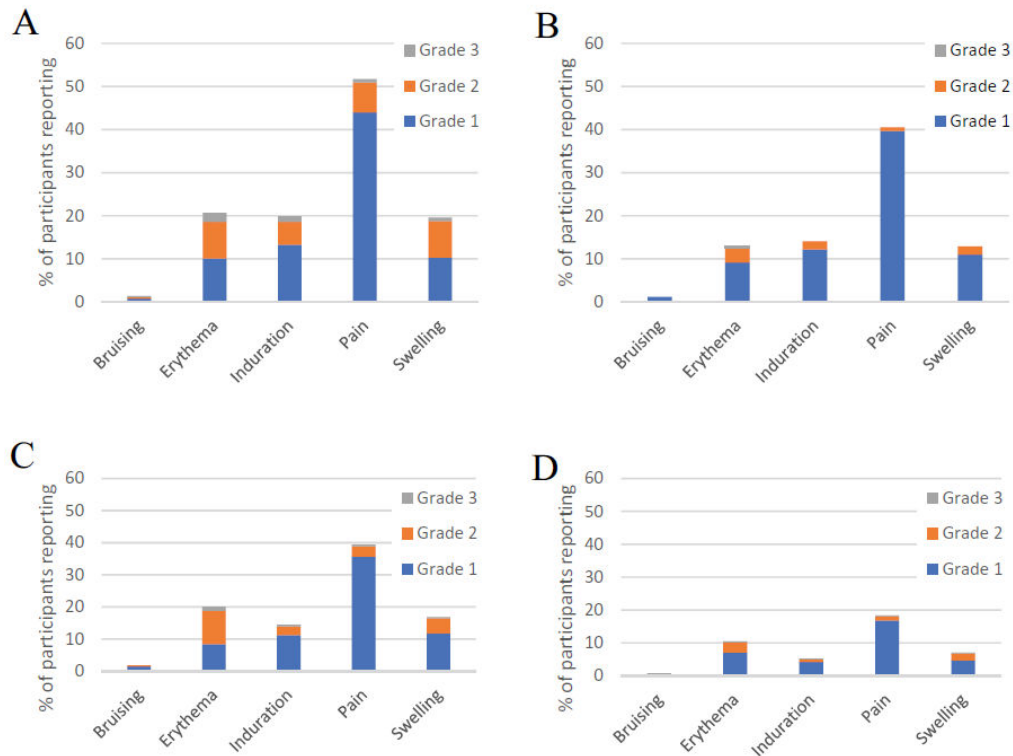 A
% of participants reporting
60
50
40
30
20
10
0
Grade 3
Grade 2
Grade 1
Bruising
Erythema
Induration
Pain
Swelling
B
% of participants reporting
60
50
40
30
20
10
0
Grade 3
Grade 2
Grade 1
Bruising
Erythema
Induration
Pain
Swelling
C
% of participants reporting
60
50
40
30
20
10
0
Grade 3
Grade 2
Grade 1
Bruising
Erythema
Induration
Pain
Swelling
D
% of participants reporting
60
50
40
30
20
10
0
Grade 3
Grade 2
Grade 1
Bruising
Erythema
Induration
Pain
Swelling